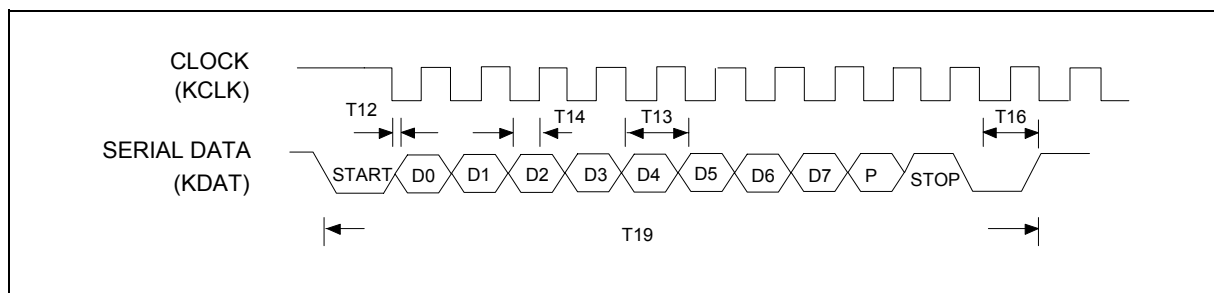 CLOCK
(KCLK)
T12
T14
T13
T16
SERIAL DATA
(KDAT)
START
D0
D1
D2
D3
D4
D5
D6
D7
P
STOP
T19